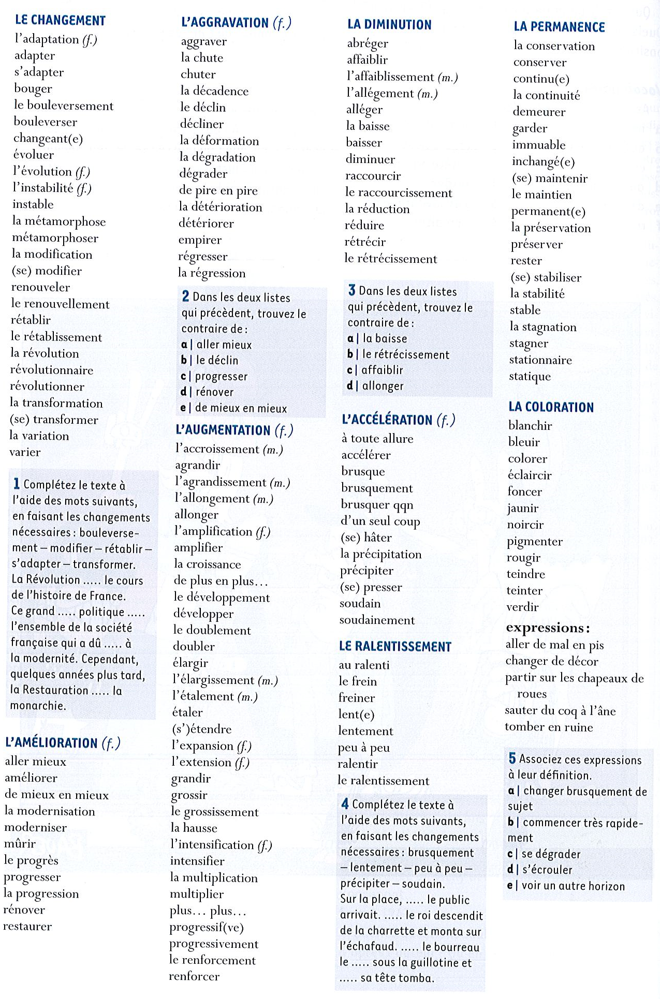 LE CHANGEMENT
l'adaptation (f.)
adapter
s'adapter
bouger
le bouleversement
bouleverser
changeant(e)
évoluer
l'évolution (f.)
l'instabilité (f.)
instable
la métamorphose
métamorphoser
la modification
(se) modifier
renouveler
le renouvellement
rétablir
le rétablissement
la révolution
révolutionnaire
révolutionner
la transformation
(se) transformer
la variation
varier
1 Complétez le texte à
l'aide des mots suivants,
en faisant les changements
nécessaires : bouleverse-
ment – modifier – rétablir –
s'adapter – transformer.
La Révolution ..... le cours
de l'histoire de France.
Ce grand ..... politique .....
l'ensemble de la société
française qui a dû ..... à
la modernité. Cependant,
quelques années plus tard,
la Restauration ..... la
monarchie.
L'AMÉLIORATION (f.)
aller mieux
améliorer
de mieux en mieux
la modernisation
moderniser
mûrir
le progrès
progresser
la progression
rénover
restaurer
L'AGGRAVATION (f.)
aggraver
la chute
chuter
la décadence
le déclin
décliner
la déformation
la dégradation
dégrader
de pire en pire
la détérioration
détériorer
empirer
régresser
la régression
2 Dans les deux listes
qui précèdent, trouvez le
contraire de :
a | aller mieux
b | le déclin
c | progresser
d | rénover
e | de mieux en mieux
L'AUGMENTATION (f.)
l'accroissement (m.)
agrandir
l'agrandissement (m.)
l'allongement (m.)
allonger
l'amplification (f.)
amplifier
la croissance
de plus en plus...
le développement
développer
le doublement
doubler
élargir
l'élargissement (m.)
l'étalement (m.)
étaler
(s')étendre
l'expansion (f.)
l'extension (f.)
grandir
grossir
le grossissement
la hausse
l'intensification (f.)
intensifier
la multiplication
multiplier
plus... plus...
progressif(ve)
progressivement
le renforcement
renforcer
LA DIMINUTION
abréger
affaiblir
l'affaiblissement (m.)
l'allégement (m.)
alléger
la baisse
baisser
diminuer
raccourcir
le raccourcissement
la réduction
réduire
rétrécir
le rétrécissement
3 Dans les deux listes
qui précèdent, trouvez le
contraire de :
a | la baisse
b | le rétrécissement
c | affaiblir
d | allonger
L'ACCÉLÉRATION (f.)
à toute allure
accélérer
brusque
brusquement
brusquer qqn
d'un seul coup
(se) hâter
la précipitation
précipiter
(se) presser
soudain
soudainement
LE RALENTISSEMENT
au ralenti
le frein
freiner
lent(e)
lentement
peu à peu
ralentir
le ralentissement
4 Complétez le texte à
l'aide des mots suivants,
en faisant les changements
nécessaires : brusquement
– lentement – peu à peu –
précipiter – soudain.
Sur la place, ..... le public
arrivait. ..... le roi descendit
de la charrette et monta sur
l'échafaud. ..... le bourreau
le ..... sous la guillotine et
..... sa tête tomba.
LA PERMANENCE
la conservation
conserver
continu(e)
la continuité
demeurer
garder
immuable
inchangé(e)
(se) maintenir
le maintien
permanent(e)
la préservation
préserver
rester
(se) stabiliser
la stabilité
stable
la stagnation
stagner
stationnaire
statique
LA COLORATION
blanchir
bleuir
colorer
éclaircir
foncer
jaunir
noircir
pigmenter
rougir
teindre
teinter
verdir
expressions :
aller de mal en pis
changer de décor
partir sur les chapeaux de
roues
sauter du coq à l'âne
tomber en ruine
5 Associez ces expressions
à leur définition.
a | changer brusquement de
sujet
b | commencer très rapide-
ment
c | se dégrader
d | s'écrouler
e | voir un autre horizon